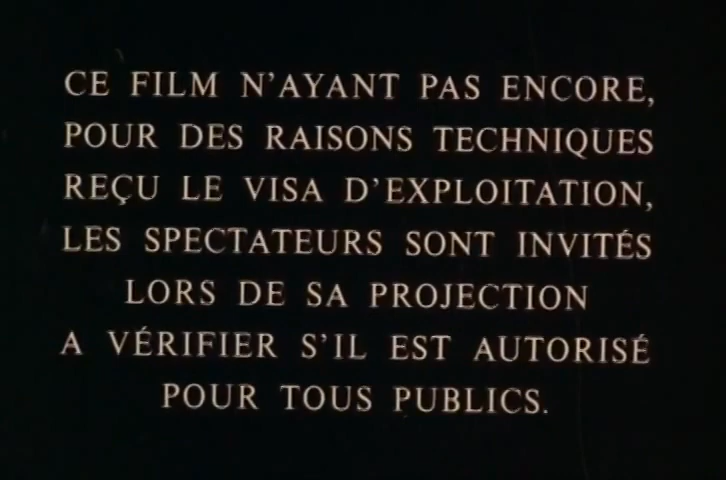 CE FILM N'AYANT PAS ENCORE,
POUR DES RAISONS TECHNIQUES
REÇU LE VISA D'EXPLOITATION,
LES SPECTATEURS SONT INVITÉS
LORS DE SA PROJECTION
A VÉRIFIER S'IL EST AUTORISÉ
POUR TOUS PUBLICS.